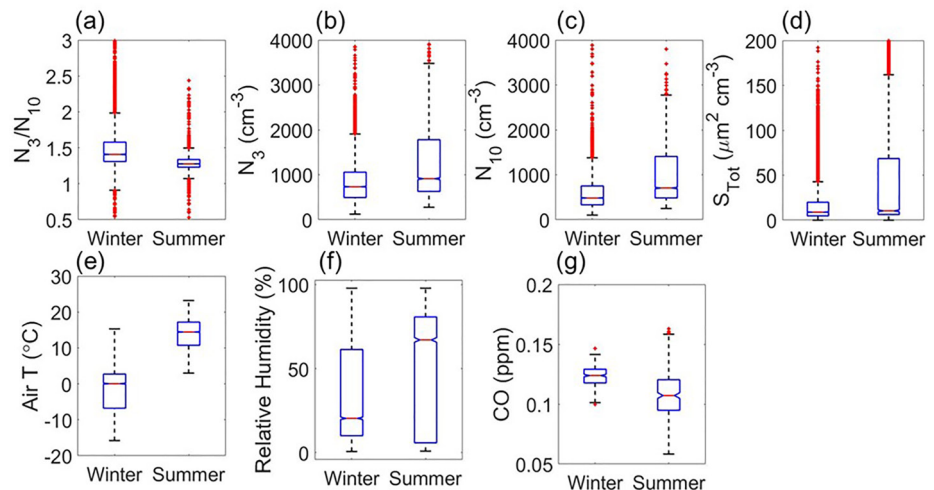 (a)
3
2.5
2
1.5
1
0.5
N3/N10
Winter Summer
(b)
4000
3000
2000
1000
0
N3 (cm-3)
Winter Summer
(c)
4000
3000
2000
1000
0
N10 (cm-3)
Winter Summer
(d)
200
150
100
50
0
STot (μm2 cm-3)
Winter Summer
(e)
30
20
10
0
-10
-20
Air T (°C)
Winter Summer
(f)
100
50
0
Relative Humidity (%)
Winter Summer
(g)
0.2
0.15
0.1
0.05
CO (ppm)
Winter Summer